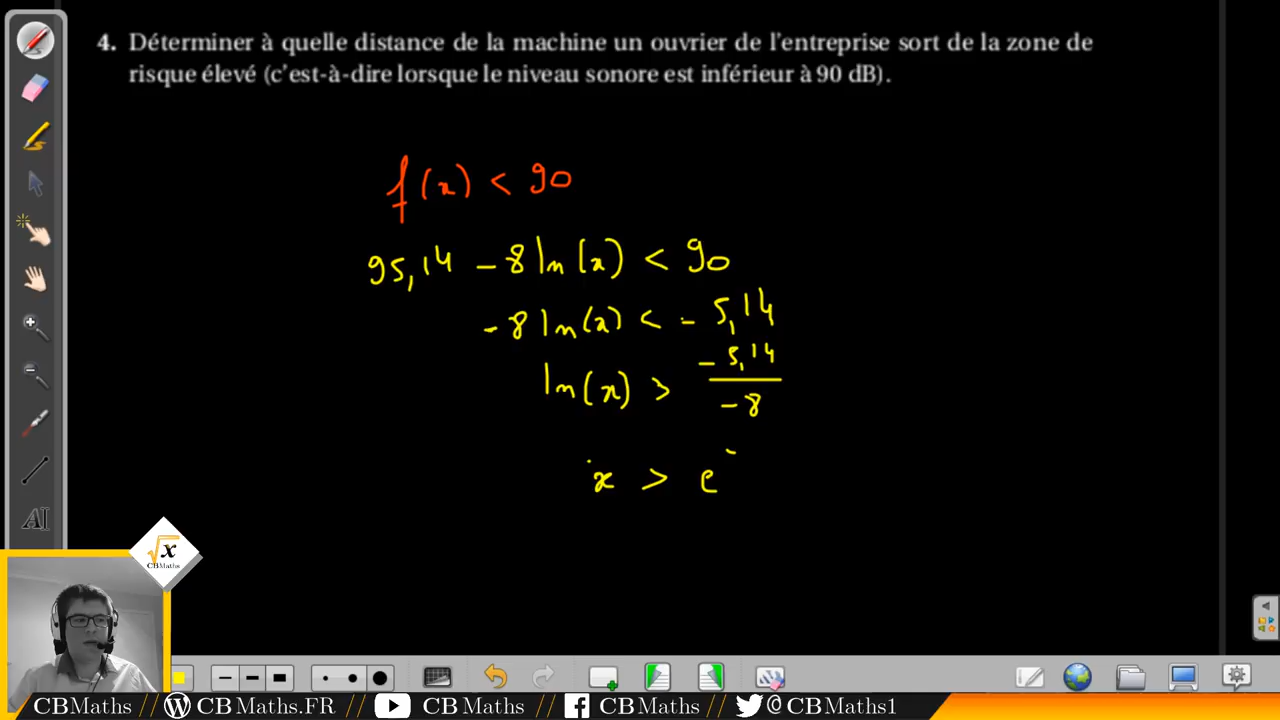 4. Déterminer à quelle distance de la machine un ouvrier de l'entreprise sort de la zone de
risque élevé (c'est-à-dire lorsque le niveau sonore est inférieur à 90 dB).
f(x) < 90
95,14 - 8 ln(x) < 90
- 8 ln(x) < - 5,14
ln(x) > - 5,14 / - 8
x > e^-
AI
√x
CBMaths
CBMaths CBMaths.FR CBMaths CBMaths @CBMaths1